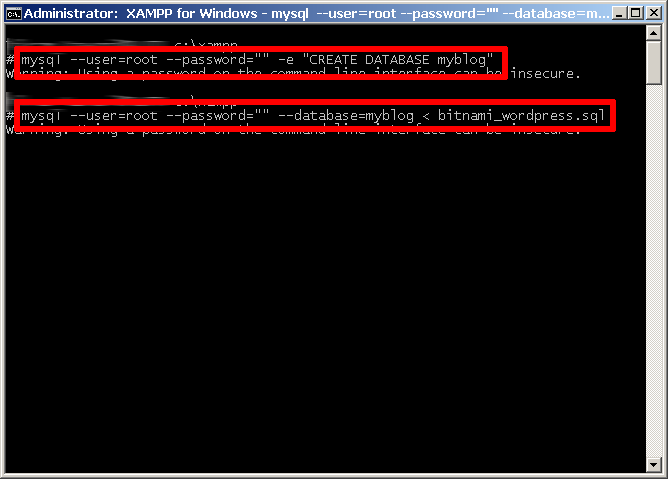 Administrator: XAMPP for Windows - mysql --user=root --password="" --database=m...
c:\xampp
# mysql --user=root --password="" -e "CREATE DATABASE myblog"
Warning: Using a password on the command line interface can be insecure.
c:\xampp
# mysql --user=root --password="" --database=myblog < bitnami_wordpress.sql
Warning: Using a password on the command line interface can be insecure.